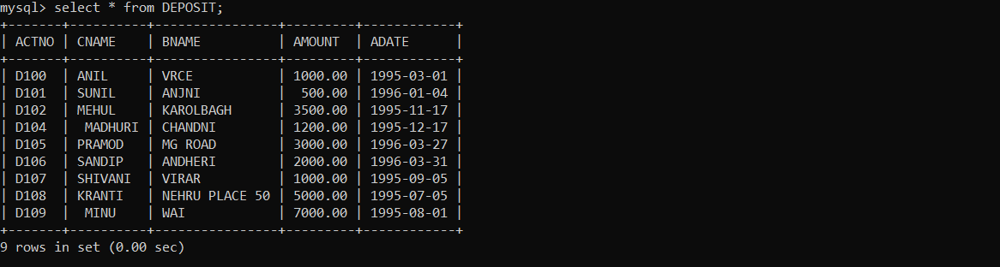 mysql> select * from DEPOSIT;
+-------+----------+----------------+---------+------------+
| ACTNO | CNAME    | BNAME          | AMOUNT  | ADATE      |
+-------+----------+----------------+---------+------------+
| D100  | ANIL     | VRCE           | 1000.00 | 1995-03-01 |
| D101  | SUNIL    | ANJNI          |  500.00 | 1996-01-04 |
| D102  | MEHUL    | KAROLBAGH      | 3500.00 | 1995-11-17 |
| D104  |  MADHURI | CHANDNI        | 1200.00 | 1995-12-17 |
| D105  | PRAMOD   | MG ROAD        | 3000.00 | 1996-03-27 |
| D106  | SANDIP   | ANDHERI        | 2000.00 | 1996-03-31 |
| D107  | SHIVANI  | VIRAR          | 1000.00 | 1995-09-05 |
| D108  | KRANTI   | NEHRU PLACE 50 | 5000.00 | 1995-07-05 |
| D109  |  MINU    | WAI            | 7000.00 | 1995-08-01 |
+-------+----------+----------------+---------+------------+
9 rows in set (0.00 sec)